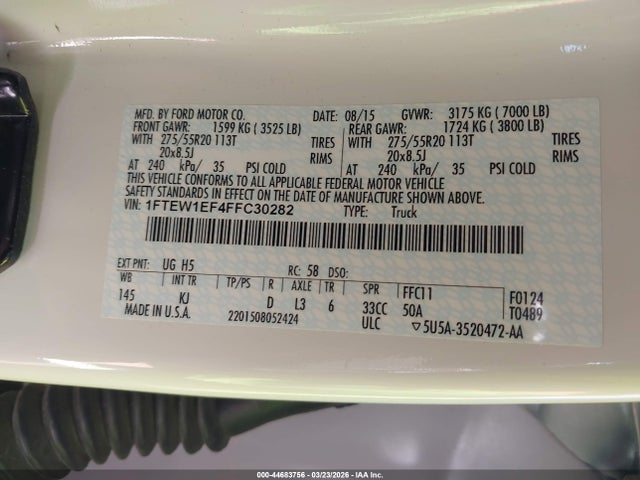 MFD. BY FORD MOTOR CO. 08/15 GVWR: 3175 KG ( 7000 LB)
FRONT GAWR: 1599 KG ( 3525 LB) REAR GAWR: 1724 KG ( 3800 LB)
WITH 275/55R20 113T TIRES WITH 275/55R20 113T TIRES
20x8.5J RIMS 20x8.5J RIMS
AT 240 kPa/ 35 PSI COLD AT 240 kPa/ 35 PSI COLD
THIS VEHICLE CONFORMS TO ALL APPLICABLE FEDERAL MOTOR VEHICLE
SAFETY STANDARDS IN EFFECT ON THE DATE OF MANUFACTURE SHOWN ABOVE.
VIN: 1FTEW1EF4FFC30282 TYPE: Truck
EXT PNT: UG H5 RC: 58 DSO:
WB TP/PS R AXLE TR SPR FFC11 F0124
145 KJ D L3 6 33CC 50A T0489
MADE IN U.S.A. 2201508052424 ULC ▽5U5A-3520472-AA
000-44683756 - 03/23/2026 - IAA Inc.